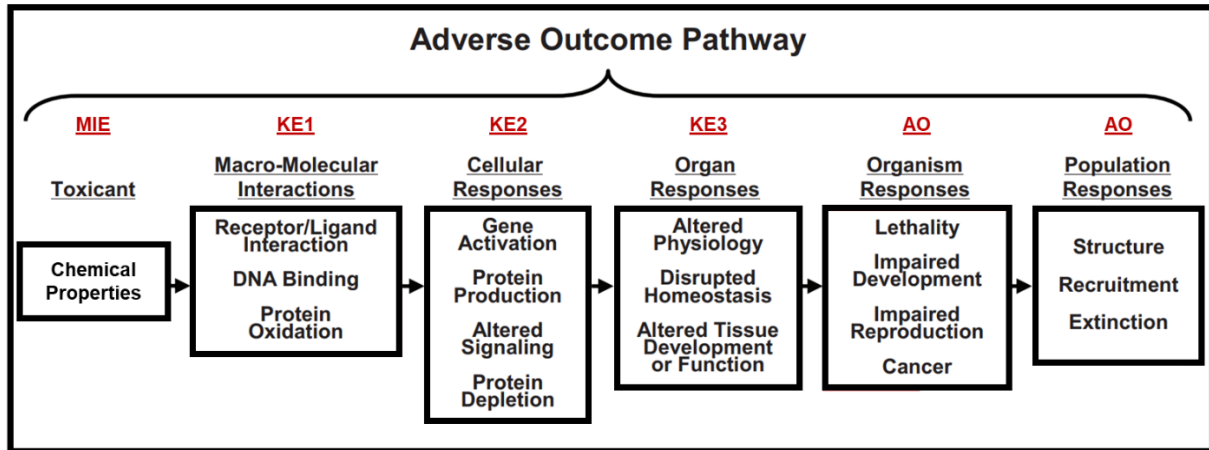 Adverse Outcome Pathway
MIE
KE1
KE2
KE3
AO
AO
Toxicant
Macro-Molecular
Interactions
Cellular
Responses
Organ
Responses
Organism
Responses
Population
Responses
Chemical
Properties
Receptor/Ligand
Interaction
DNA Binding
Protein
Oxidation
Gene
Activation
Protein
Production
Altered
Signaling
Protein
Depletion
Altered
Physiology
Disrupted
Homeostasis
Altered Tissue
Development
or Function
Lethality
Impaired
Development
Impaired
Reproduction
Cancer
Structure
Recruitment
Extinction